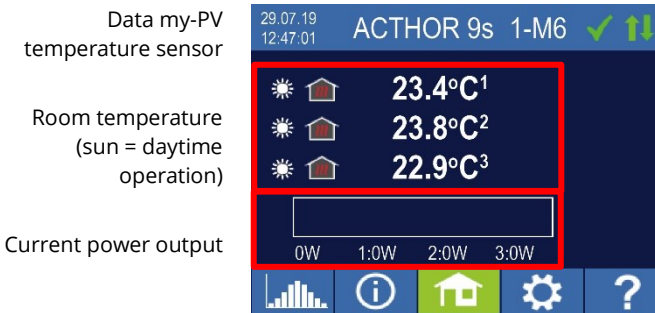 Data my-PV
temperature sensor
Room temperature
(sun = daytime
operation)
Current power output
29.07.19
12:47:01
ACTHOR 9s 1-M6
23.4°C¹
23.8°C²
22.9°C³
0W 1:0W 2:0W 3:0W
i
?